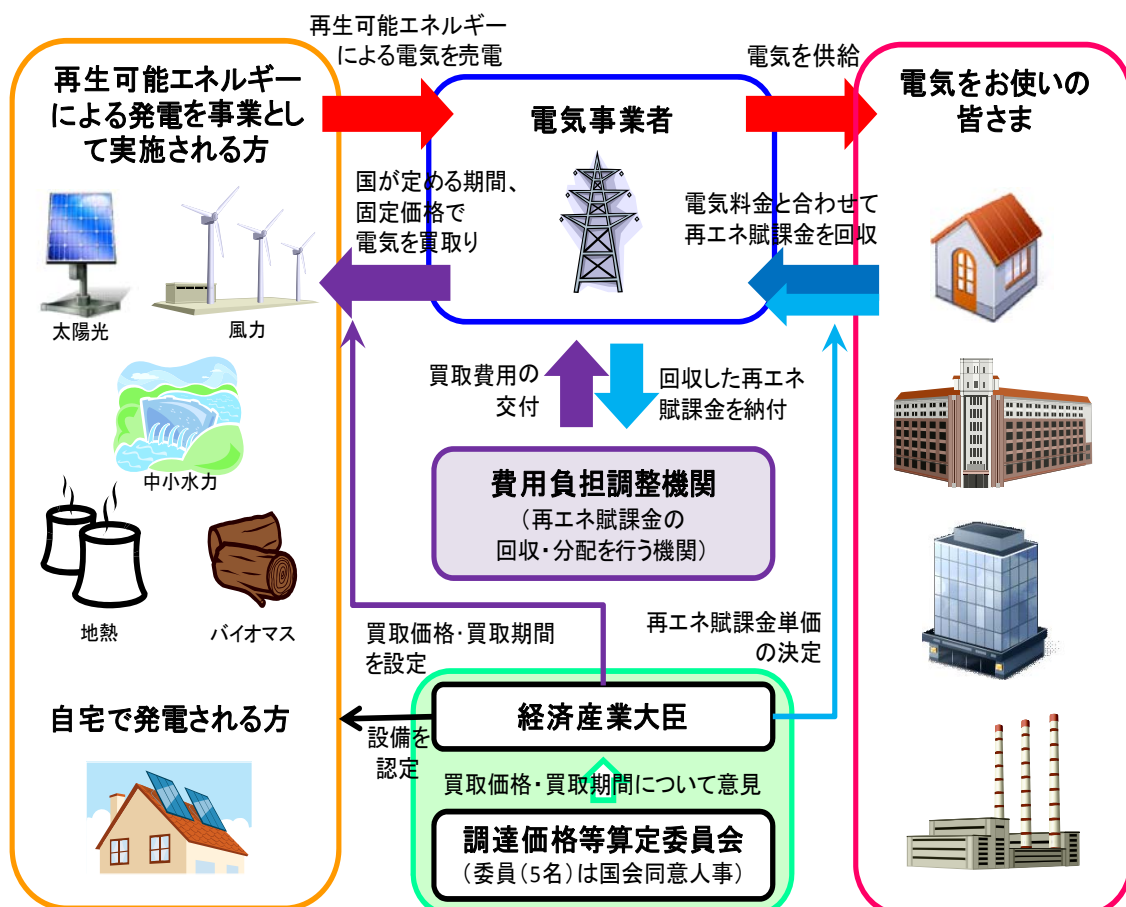 再生可能エネルギー
による電気を売電
電気を供給
再生可能エネルギー
による発電を事業とし
て実施される方
電気事業者
電気をお使いの
皆さま
国が定める期間、
固定価格で
電気を買取り
電気料金と合わせて
再エネ賦課金を回収
太陽光
風力
買取費用の
交付
回収した再エネ
賦課金を納付
中小水力
費用負担調整機関
（再エネ賦課金の
回収・分配を行う機関）
地熱
バイオマス
買取価格・買取期間
を設定
再エネ賦課金単価
の決定
自宅で発電される方
経済産業大臣
設備を
認定
買取価格・買取期間について意見
調達価格等算定委員会
（委員（5名）は国会同意人事）